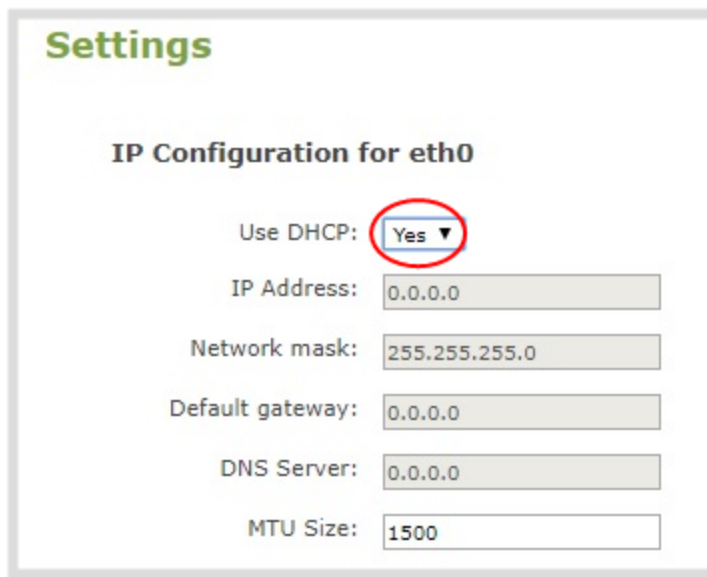 Settings
IP Configuration for eth0
Use DHCP: Yes ▼
IP Address: 0.0.0.0
Network mask: 255.255.255.0
Default gateway: 0.0.0.0
DNS Server: 0.0.0.0
MTU Size: 1500